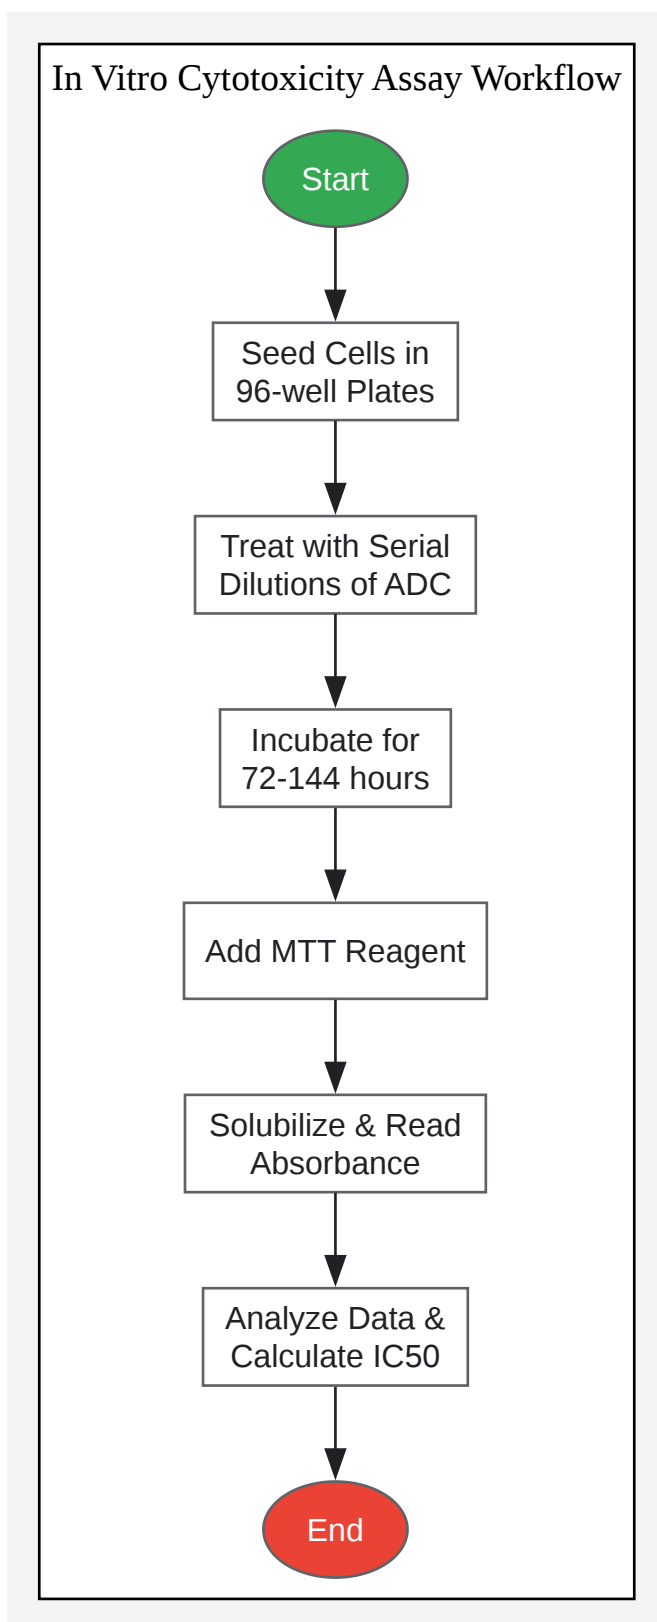 In Vitro Cytotoxicity Assay Workflow
Start
Seed Cells in
96-well Plates
Treat with Serial
Dilutions of ADC
Incubate for
72-144 hours
Add MTT Reagent
Solubilize & Read
Absorbance
Analyze Data &
Calculate IC50
End